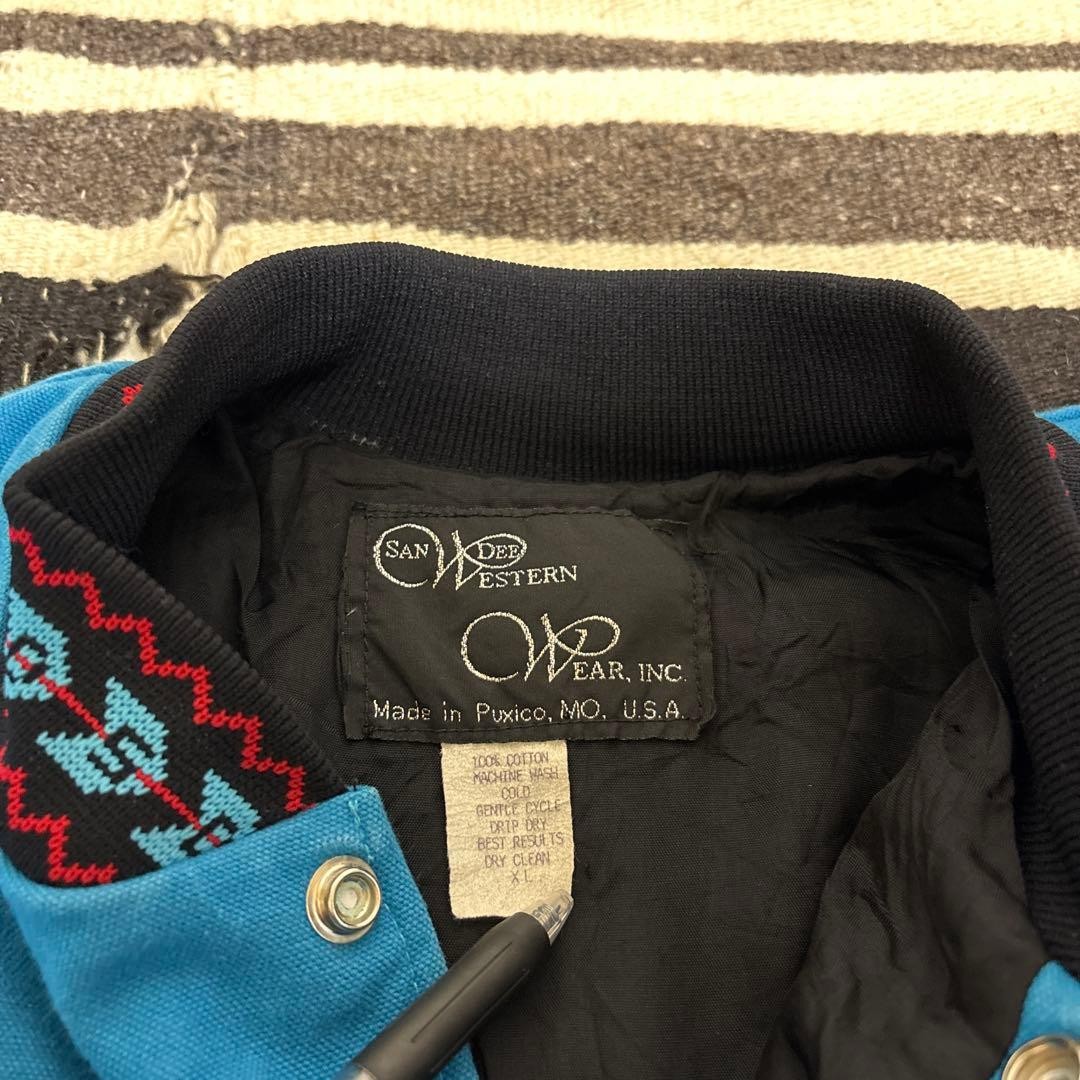 SAN DEE
WESTERN
WEAR, INC.
Made in Puxico, MO. U.S.A.
100% COTTON
MACHINE WASH
COLD
GENTLE CYCLE
DRIP DRY
BEST RESULTS
DRY CLEAN
XL